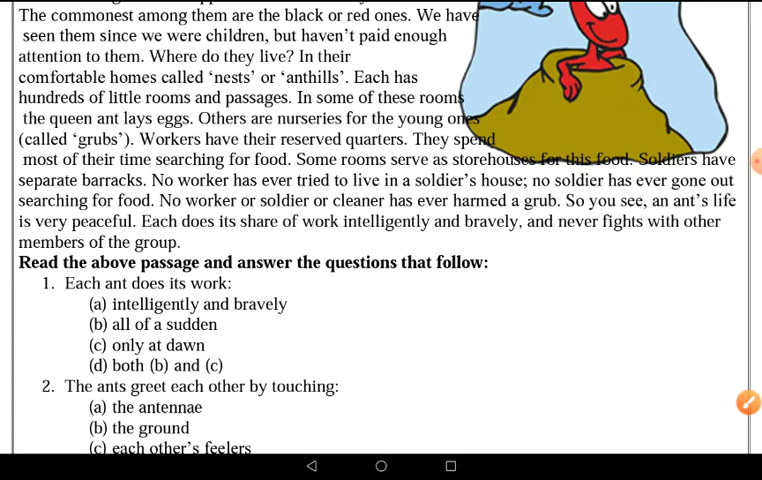 The commonest among them are the black or red ones. We have
seen them since we were children, but haven't paid enough
attention to them. Where do they live? In their
comfortable homes called ‘nests’ or ‘anthills’. Each has
hundreds of little rooms and passages. In some of these rooms
the queen ant lays eggs. Others are nurseries for the young ones
(called ‘grubs’). Workers have their reserved quarters. They spend
most of their time searching for food. Some rooms serve as storehouses for this food. Soldiers have
separate barracks. No worker has ever tried to live in a soldier’s house; no soldier has ever gone out
searching for food. No worker or soldier or cleaner has ever harmed a grub. So you see, an ant’s life
is very peaceful. Each does its share of work intelligently and bravely, and never fights with other
members of the group.
Read the above passage and answer the questions that follow:
1. Each ant does its work:
(a) intelligently and bravely
(b) all of a sudden
(c) only at dawn
(d) both (b) and (c)
2. The ants greet each other by touching:
(a) the antennae
(b) the ground
(c) each other’s feelers